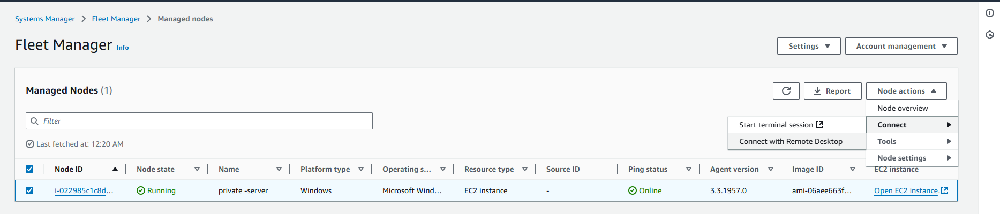 Systems Manager > Fleet Manager > Managed nodes
Fleet Manager Info
Settings Account management
Managed Nodes (1)
Report Node actions
Node overview
Filter
Start terminal session Connect
Connect with Remote Desktop Tools
Last fetched at: 12:20 AM
Node settings
Node ID Node state Name Platform type Operating s... Resource type Source ID Ping status Agent version Image ID EC2 instance
i-022985c1c8d... Running private -server Windows Microsoft Wind... EC2 instance - Online 3.3.1957.0 ami-06aee663f... Open EC2 instance...